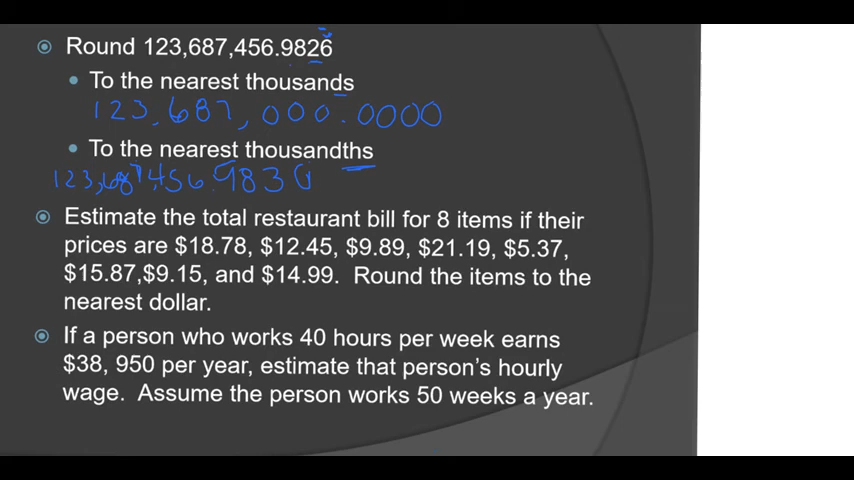 Round 123,687,456.9826
To the nearest thousands
123,687,000.0000
To the nearest thousandths
123,687,456.9830
Estimate the total restaurant bill for 8 items if their
prices are $18.78, $12.45, $9.89, $21.19, $5.37,
$15.87,$9.15, and $14.99.  Round the items to the
nearest dollar.
If a person who works 40 hours per week earns
$38, 950 per year, estimate that person's hourly
wage.  Assume the person works 50 weeks a year.